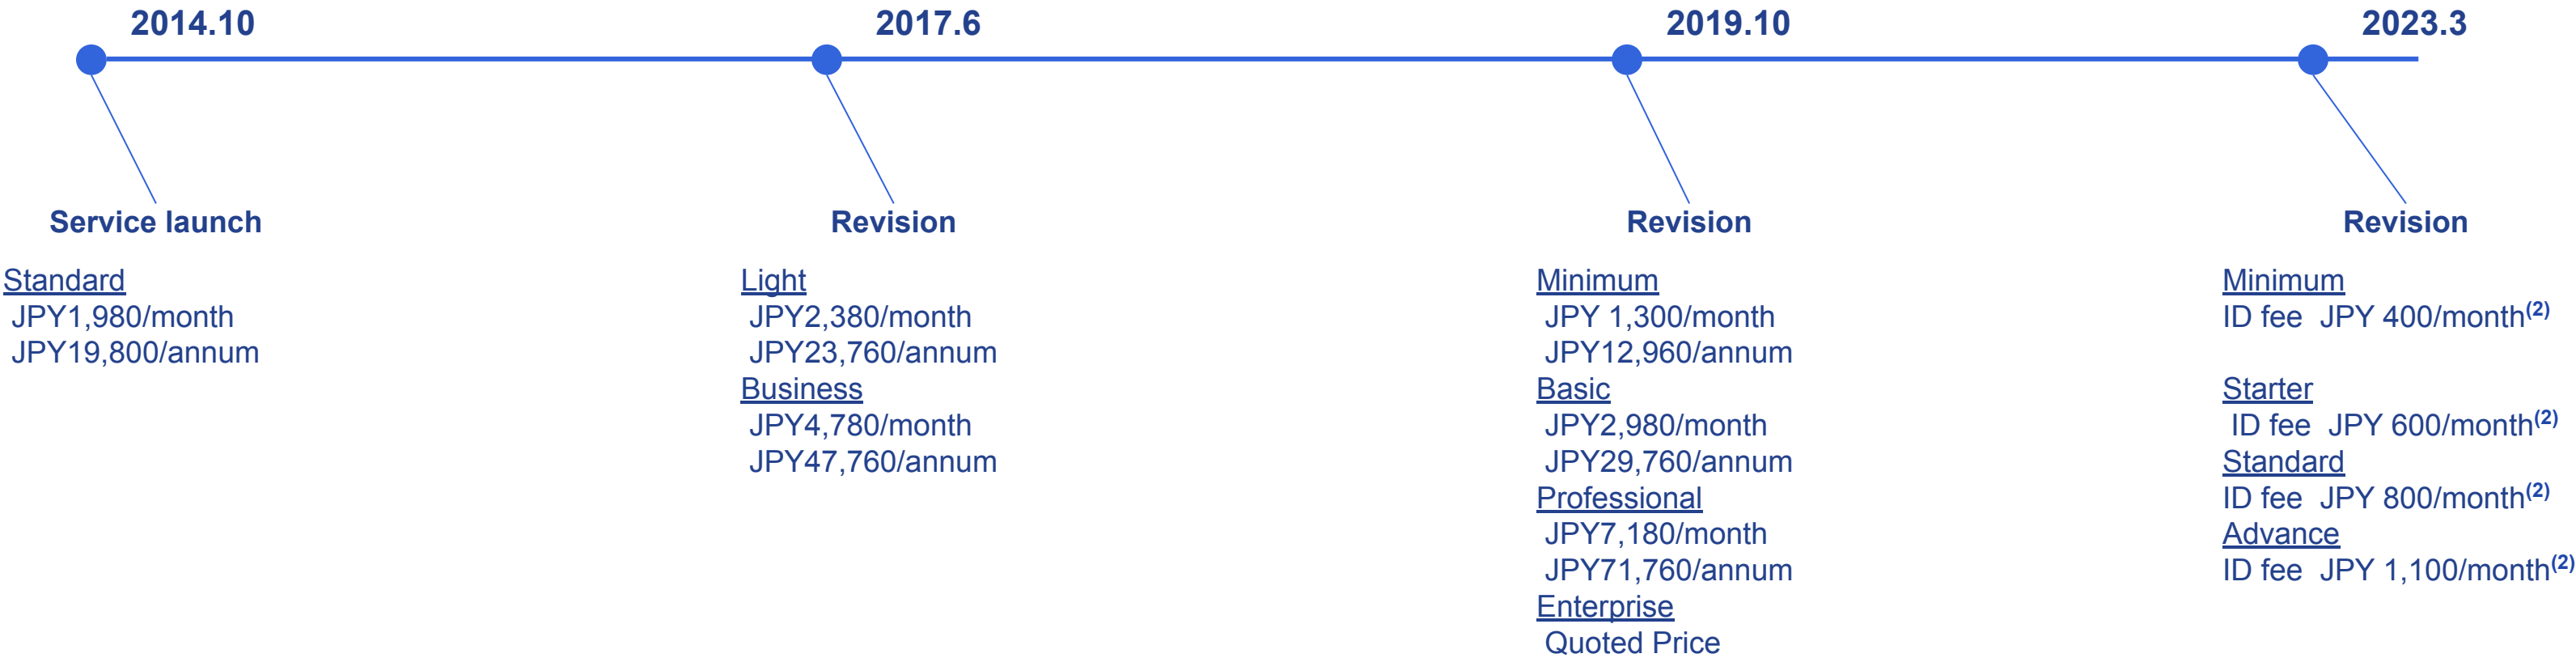 2014.10
2017.6
2019.10
2023.3
Service launch
Standard
JPY1,980/month
JPY19,800/annum
Revision
Light
JPY2,380/month
JPY23,760/annum
Business
JPY4,780/month
JPY47,760/annum
Revision
Minimum
JPY 1,300/month
JPY12,960/annum
Basic
JPY2,980/month
JPY29,760/annum
Professional
JPY7,180/month
JPY71,760/annum
Enterprise
Quoted Price
Revision
Minimum
ID fee JPY 400/month(2)
Starter
ID fee JPY 600/month(2)
Standard
ID fee JPY 800/month(2)
Advance
ID fee JPY 1,100/month(2)